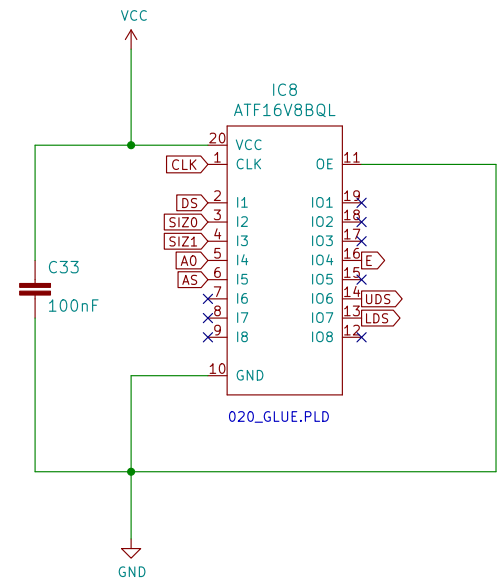 VCC
IC8
ATF16V8BQL
20 VCC
CLK 1 CLK OE 11
DS 2 I1 IO1 19
SIZ0 3 I2 IO2 18
SIZ1 4 I3 IO3 17
A0 5 I4 IO4 16 E
AS 6 I5 IO5 15
7 I6 IO6 14 UDS
8 I7 IO7 13 LDS
9 I8 IO8 12
C33
100nF
10 GND
020_GLUE.PLD
GND